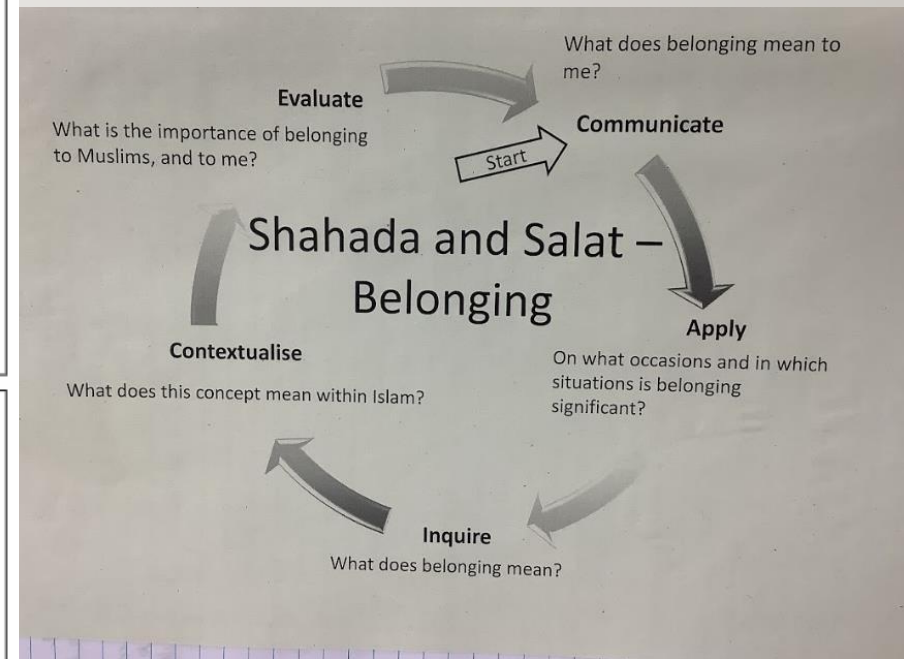 Shahada and Salat –
Belonging
Start
What does belonging mean to
me?
Communicate
Apply
On what occasions and in which
situations is belonging
significant?
Inquire
What does belonging mean?
Contextualise
What does this concept mean within Islam?
Evaluate
What is the importance of belonging
to Muslims, and to me?